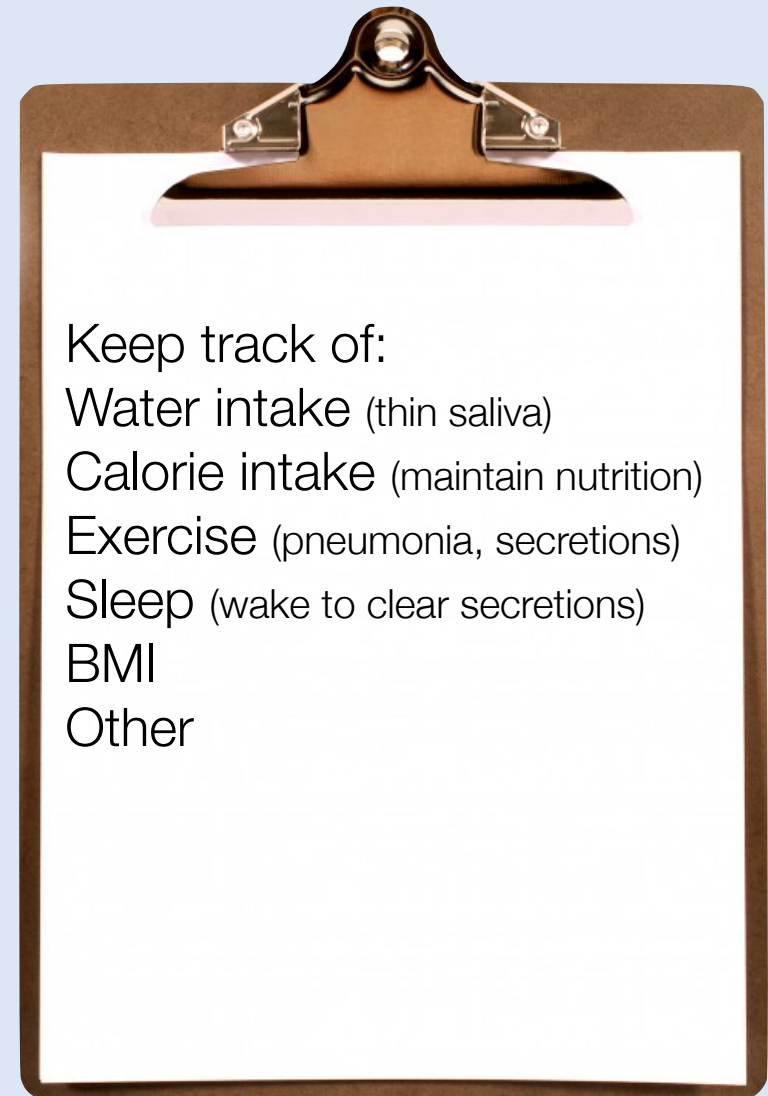 Keep track of:
Water intake (thin saliva)
Calorie intake (maintain nutrition)
Exercise (pneumonia, secretions)
Sleep (wake to clear secretions)
BMI
Other